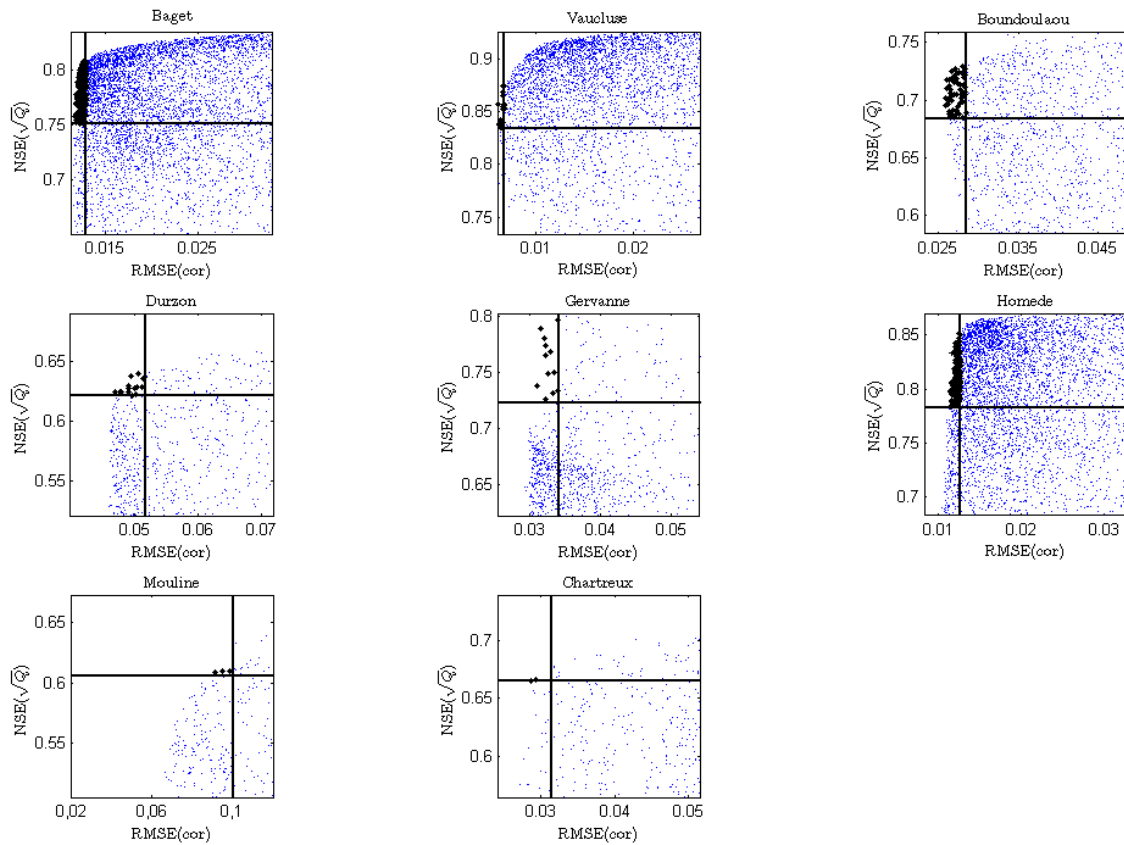 Baget
NSE(√Q)
0.8
0.75
0.7
0.015
0.025
RMSE(cor)
Vaucluse
NSE(√Q)
0.9
0.85
0.8
0.75
0.01
0.02
RMSE(cor)
Boundoulaou
NSE(√Q)
0.75
0.7
0.65
0.6
0.025
0.035
0.045
RMSE(cor)
Durzon
NSE(√Q)
0.65
0.6
0.55
0.05
0.06
0.07
RMSE(cor)
Gervanne
NSE(√Q)
0.8
0.75
0.7
0.65
0.03
0.04
0.05
RMSE(cor)
Homede
NSE(√Q)
0.85
0.8
0.75
0.7
0.01
0.02
0.03
RMSE(cor)
Mouline
NSE(√Q)
0.65
0.6
0.55
0,02
0,06
0,1
RMSE(cor)
Chartreux
NSE(√Q)
0.7
0.65
0.6
0.03
0.04
0.05
RMSE(cor)